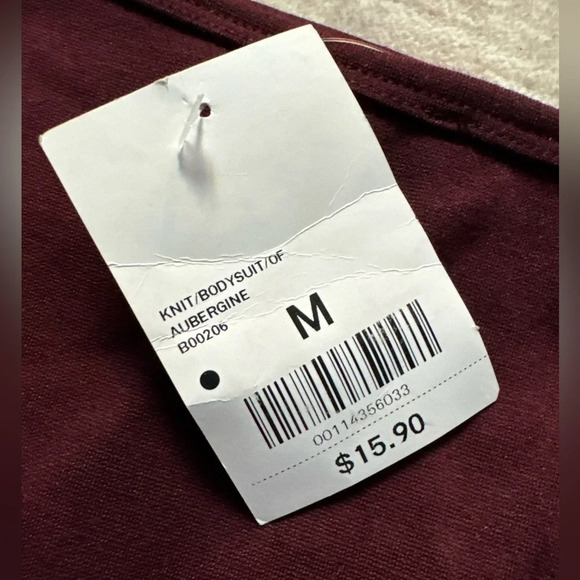 KNIT/BODYSUIT/OF
AUBERGINE
B00206
M
00114356033
$15.90